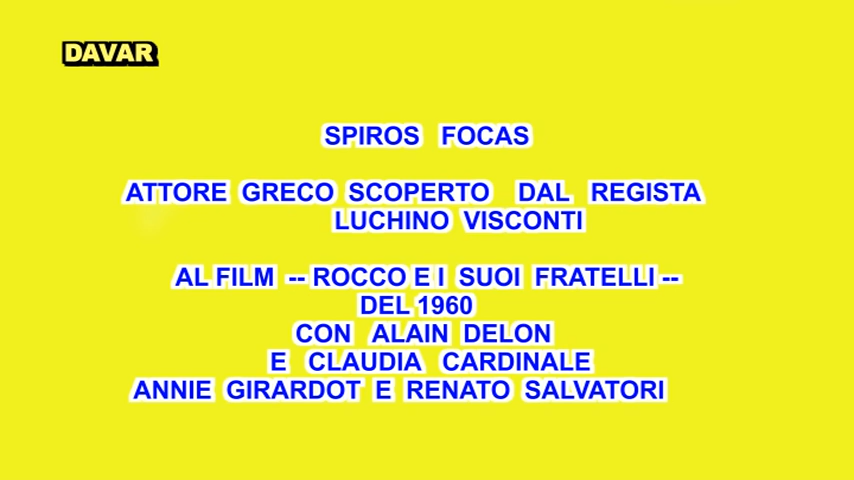 DAVAR
SPIROS FOCAS
ATTORE GRECO SCOPERTO DAL REGISTA
LUCHINO VISCONTI
AL FILM -- ROCCO E I SUOI FRATELLI --
DEL 1960
CON ALAIN DELON
E CLAUDIA CARDINALE
ANNIE GIRARDOT E RENATO SALVATORI